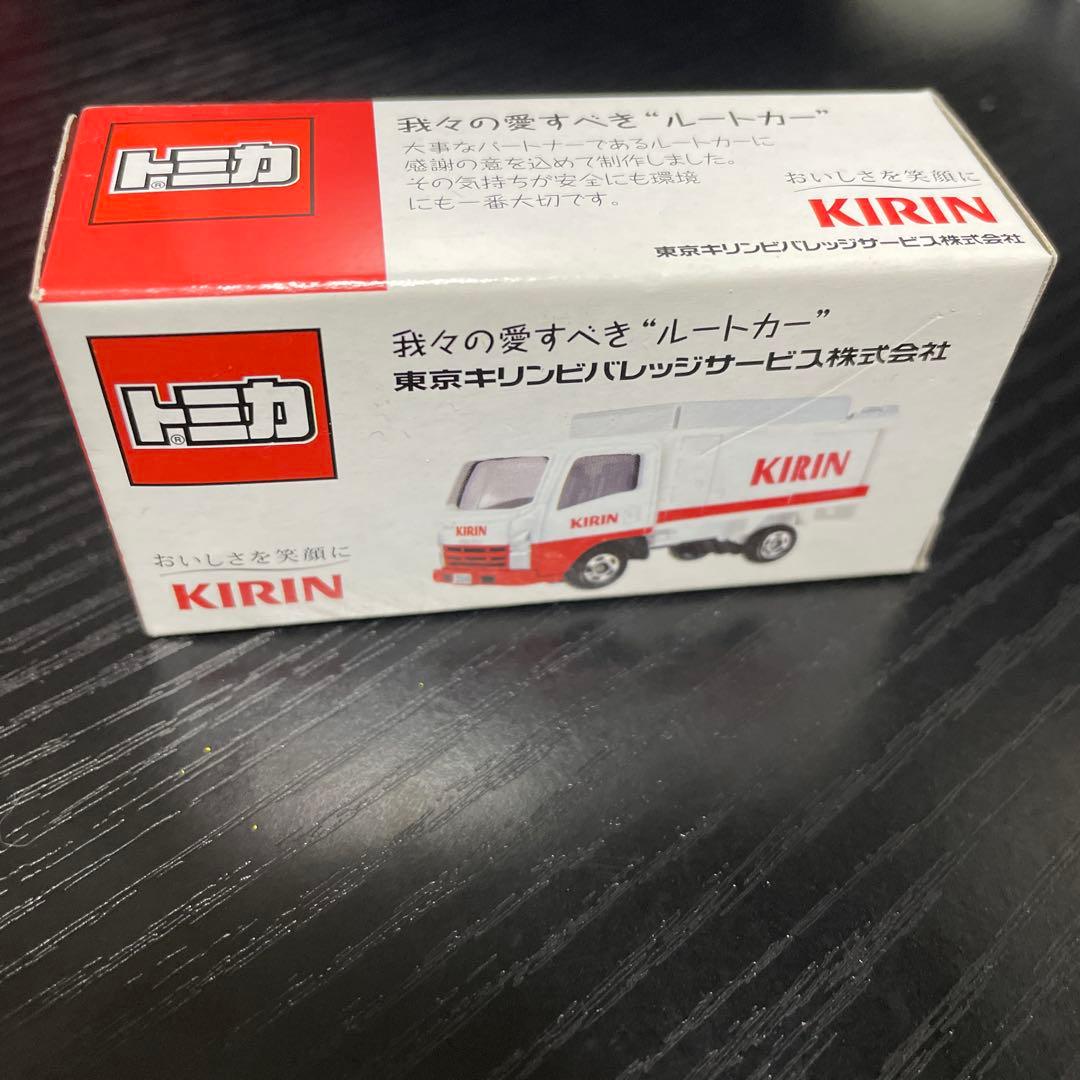 トミカ®
我々の愛すべき“ルートカー”
大事なパートナーであるルートカーに
感謝の意を込めて制作しました。
その気持ちが安全にも環境
にも一番大切です。
おいしさを笑顔に
KIRIN
東京キリンビバレッジサービス株式会社
トミカ®
我々の愛すべき“ルートカー”
東京キリンビバレッジサービス株式会社
KIRIN
KIRIN
KIRIN
おいしさを笑顔に
KIRIN